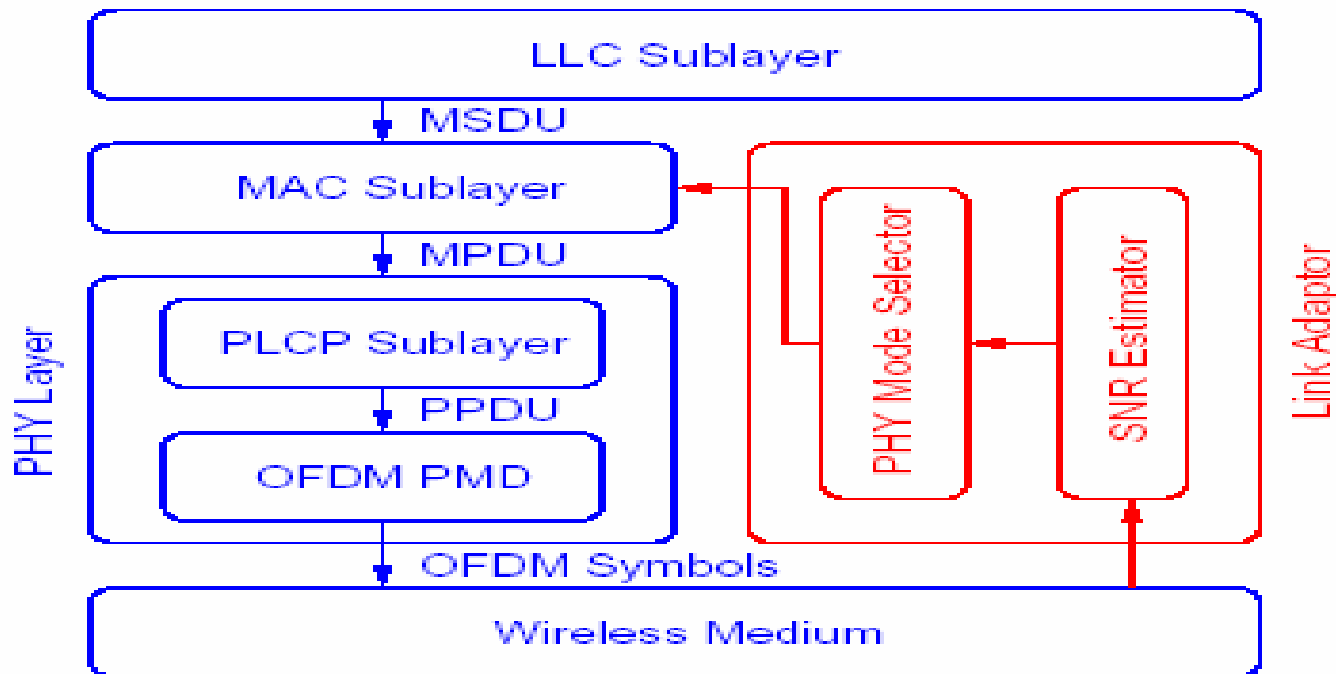 LLC Sublayer
MSDU
MAC Sublayer
MPDU
PHY Layer
PLCP Sublayer
PPDU
OFDM PMD
OFDM Symbols
Wireless Medium
PHY Mode Selector
SNR Estimator
Link Adaptor